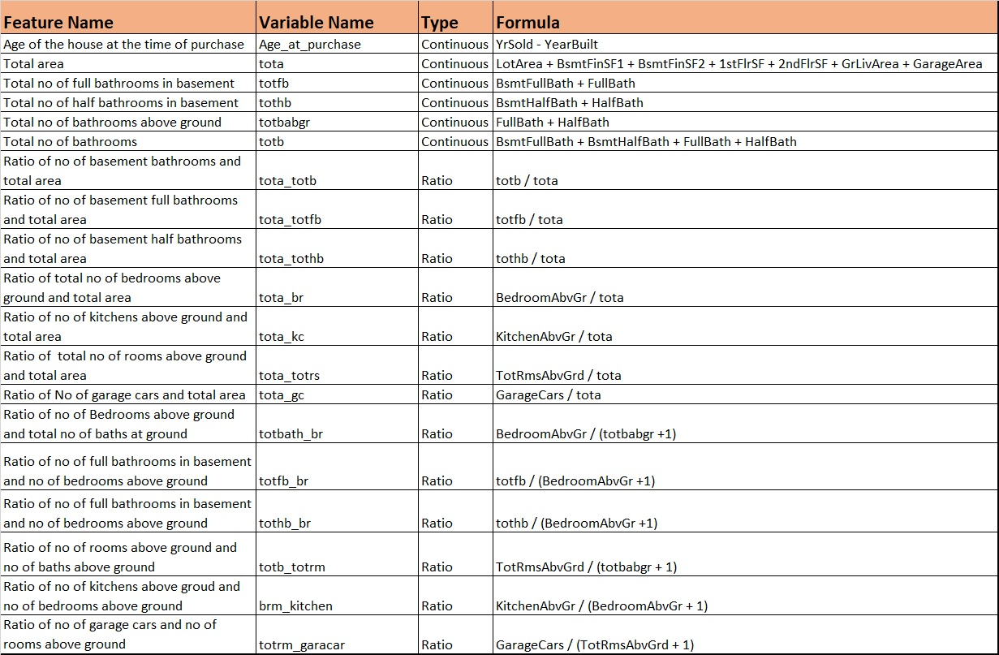 Feature Name Variable Name Type Formula
Age of the house at the time of purchase Age_at_purchase Continuous YrSold - YearBuilt
Total area tota Continuous LotArea + BsmtFinSF1 + BsmtFinSF2 + 1stFlrSF + 2ndFlrSF + GrLivArea + GarageArea
Total no of full bathrooms in basement totfb Continuous BsmtFullBath + FullBath
Total no of half bathrooms in basement tothb Continuous BsmtHalfBath + HalfBath
Total no of bathrooms above ground totbabgr Continuous FullBath + HalfBath
Total no of bathrooms totb Continuous BsmtFullBath + BsmtHalfBath + FullBath + HalfBath
Ratio of no of basement bathrooms and
total area tota_totb Ratio totb / tota
Ratio of no of basement full bathrooms
and total area tota_totfb Ratio totfb / tota
Ratio of no of basement half bathrooms
and total area tota_tothb Ratio tothb / tota
Ratio of total no of bedrooms above
ground and total area tota_br Ratio BedroomAbvGr / tota
Ratio of no of kitchens above ground and
total area tota_kc Ratio KitchenAbvGr / tota
Ratio of  total no of rooms above ground
and total area tota_totrs Ratio TotRmsAbvGrd / tota
Ratio of No of garage cars and total area tota_gc Ratio GarageCars / tota
Ratio of no of Bedrooms above ground
and total no of baths at ground totbath_br Ratio BedroomAbvGr / (totbabgr +1)
Ratio of no of full bathrooms in basement
and no of bedrooms above ground totfb_br Ratio totfb / (BedroomAbvGr +1)
Ratio of no of full bathrooms in basement
and no of bedrooms above ground tothb_br Ratio tothb / (BedroomAbvGr +1)
Ratio of no of rooms above ground and
no of baths above ground totb_totrm Ratio TotRmsAbvGrd / (totbabgr + 1)
Ratio of no of kitchens above groud and
no of bedrooms above ground brm_kitchen Ratio KitchenAbvGr / (BedroomAbvGr + 1)
Ratio of no of garage cars and no of
rooms above ground totrm_garacar Ratio GarageCars / (TotRmsAbvGrd + 1)